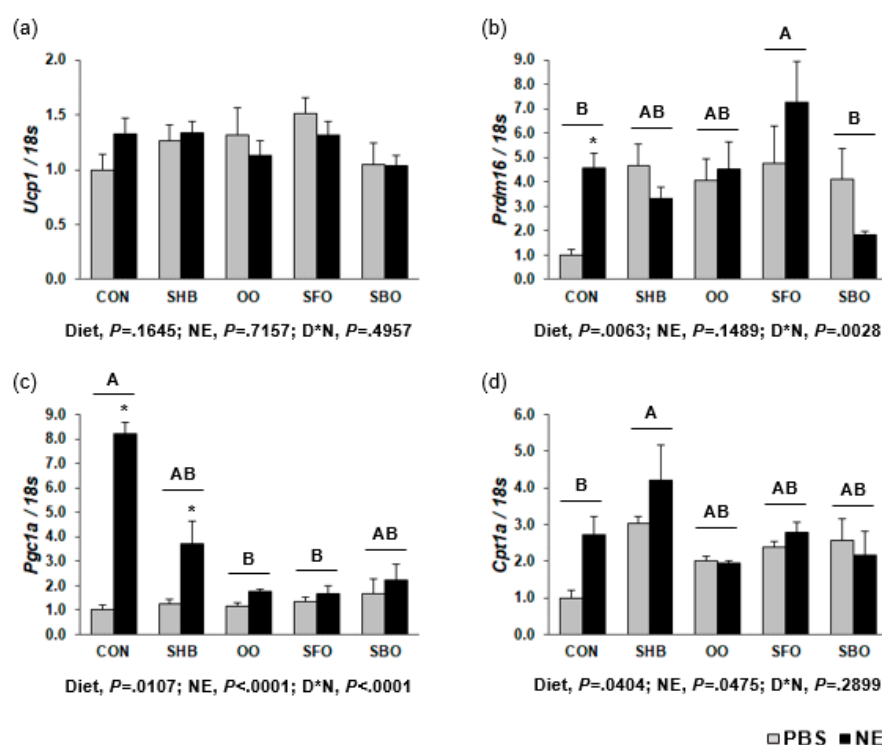 (a)
2.0
1.5
1.0
0.5
0.0
Ucp1 / 18s
CON SHB OO SFO SBO
Diet, P=.1645; NE, P=.7157; D*N, P=.4957
(b)
A
B AB AB B
*
9.0
8.0
7.0
6.0
5.0
4.0
3.0
2.0
1.0
0.0
Prdm16 / 18s
CON SHB OO SFO SBO
Diet, P=.0063; NE, P=.1489; D*N, P=.0028
(c)
A
*
AB
*
B B AB
9.0
8.0
7.0
6.0
5.0
4.0
3.0
2.0
1.0
0.0
Pgc1a / 18s
CON SHB OO SFO SBO
Diet, P=.0107; NE, P<.0001; D*N, P<.0001
(d)
A
B AB AB AB
6.0
5.0
4.0
3.0
2.0
1.0
0.0
Cpt1a / 18s
CON SHB OO SFO SBO
Diet, P=.0404; NE, P=.0475; D*N, P=.2899
PBS NE